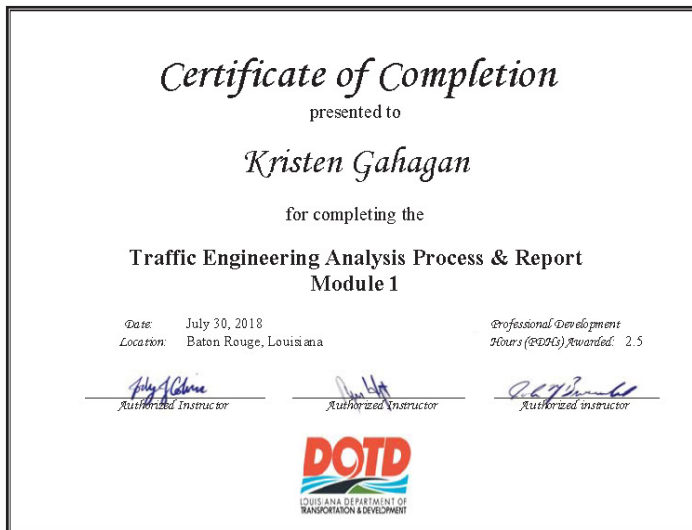 Certificate of Completion
presented to
Kristen Gahagan
for completing the
Traffic Engineering Analysis Process & Report
Module 1
Date: July 30, 2018
Location: Baton Rouge, Louisiana
Professional Development
Hours (PDHs) Awarded: 2.5
Authorized Instructor
Authorized Instructor
Authorized instructor
DOTD
LOUISIANA DEPARTMENT OF
TRANSPORTATION & DEVELOPMENT